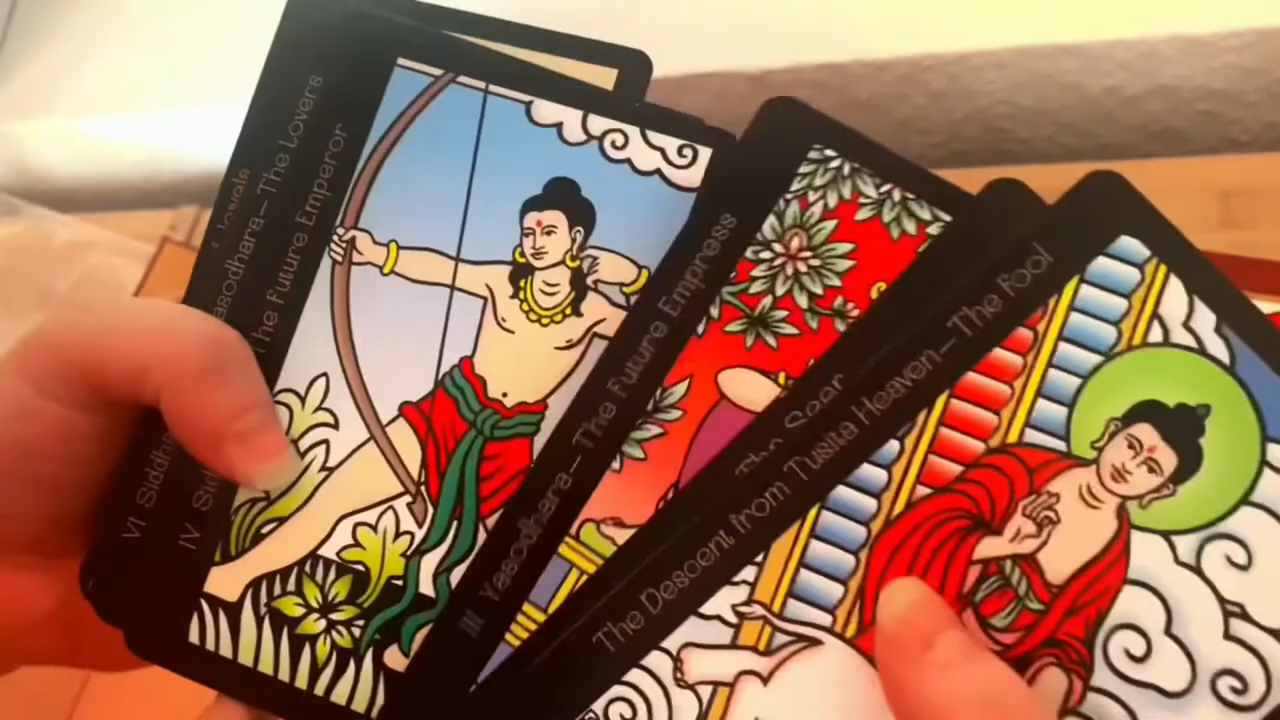 VI Siddh asodhara—The Lovers
IV Sid The Future Emperor
III Yasodhara—The Future Empress
The Seer
The Descent from Tusita Heaven—The Fool